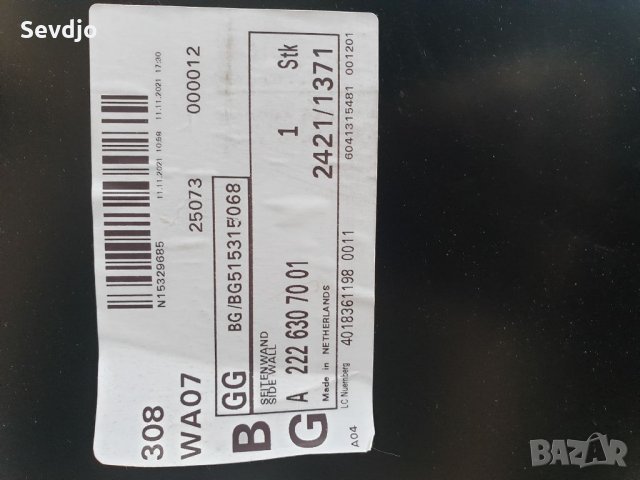 Sevdjo
N15329685 11.11.2021 10:59 11.11.2021 17:30
308
WA07 25073 000012
B GG BG/BG515315068
SEITENWAND
SIDE WALL
G A 222 630 70 01 1 Stk
Made in NETHERLANDS 2421/1371
LC Nuernberg 4018361198 0011 6041315481 001201
A04
BAZAR